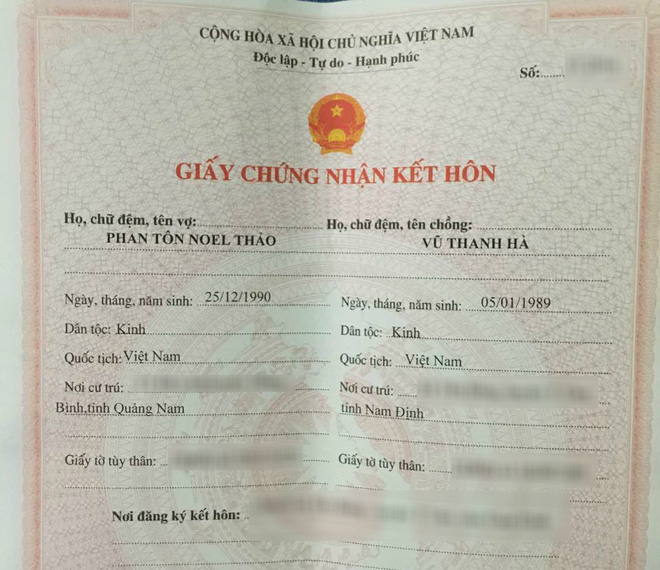 CỘNG HÒA XÃ HỘI CHỦ NGHĨA VIỆT NAM
Độc lập - Tự do - Hạnh phúc
Số:
GIẤY CHỨNG NHẬN KẾT HÔN
Họ, chữ đệm, tên vợ: Họ, chữ đệm, tên chồng:
PHAN TÔN NOEL THẢO VŨ THANH HÀ
Ngày, tháng, năm sinh: 25/12/1990 Ngày, tháng, năm sinh: 05/01/1989
Dân tộc: Kinh Dân tộc: Kinh
Quốc tịch: Việt Nam Quốc tịch: Việt Nam
Nơi cư trú: Nơi cư trú:
Bình,tỉnh Quảng Nam tỉnh Nam Định
Giấy tờ tùy thân: Giấy tờ tùy thân:
Nơi đăng ký kết hôn: